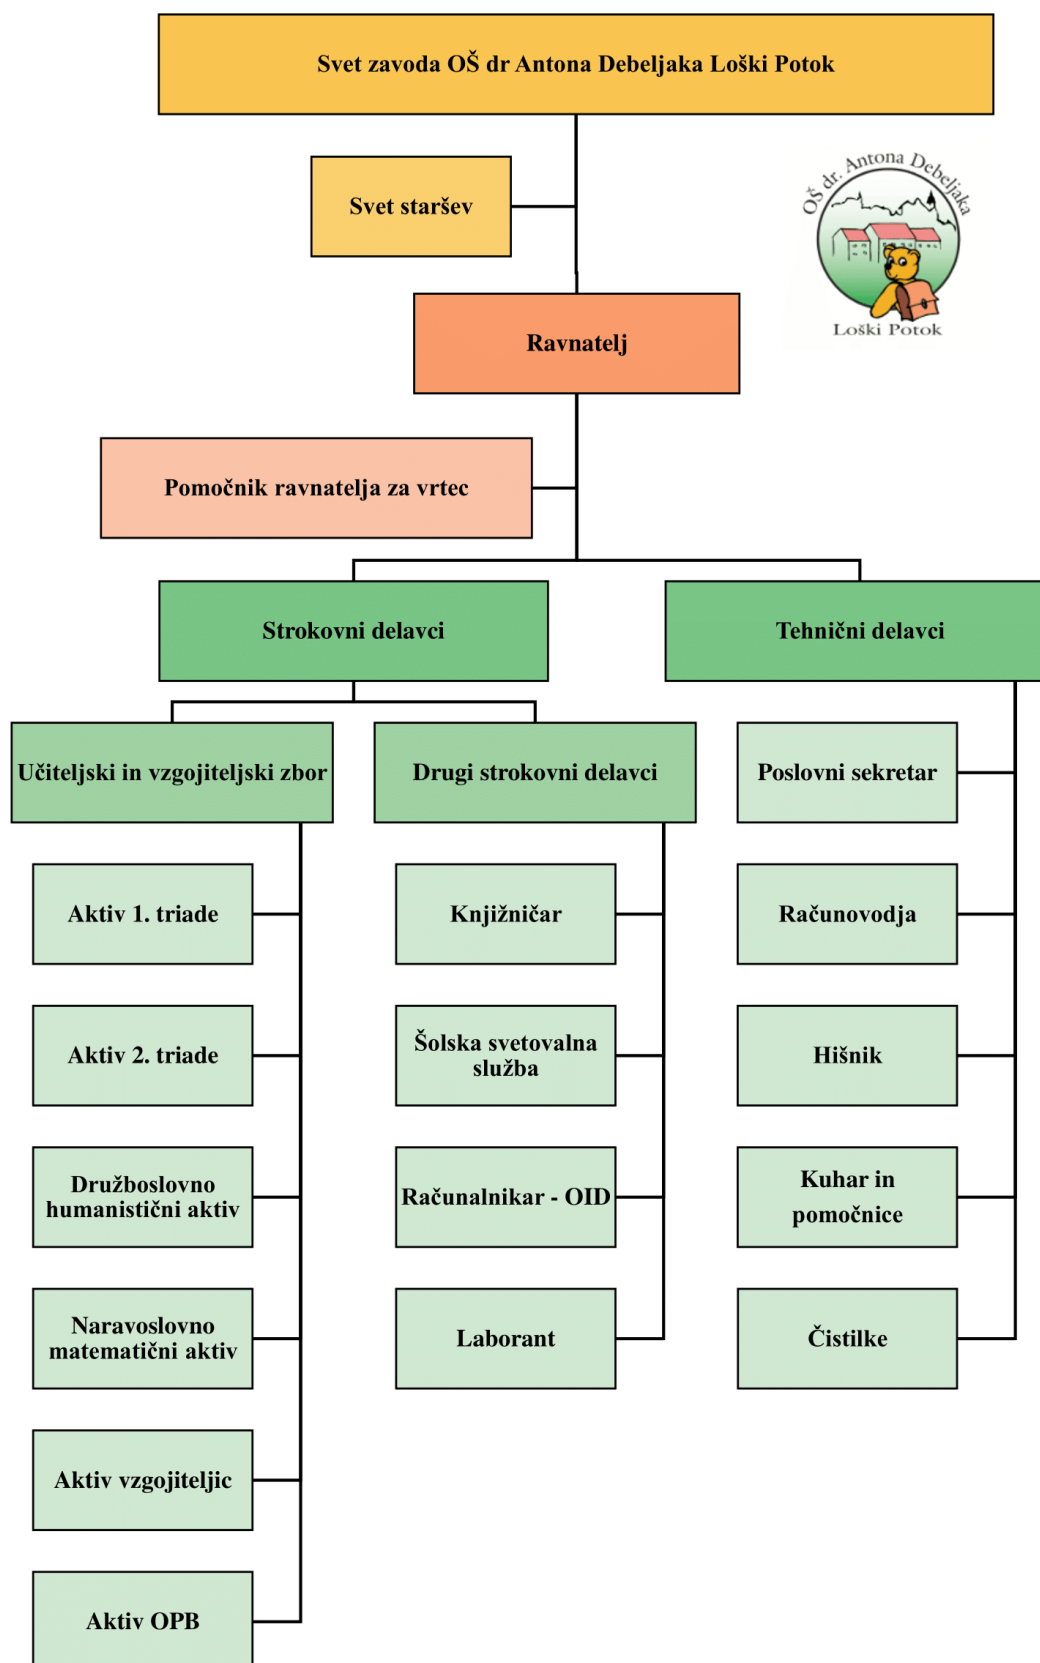 Svet zavoda OŠ dr Antona Debeljaka Loški Potok
Svet staršev
OŠ dr. Antona Debeljaka
Loški Potok
Ravnatelj
Pomočnik ravnatelja za vrtec
Strokovni delavci
Tehnični delavci
Učiteljski in vzgojiteljski zbor
Drugi strokovni delavci
Poslovni sekretar
Aktiv 1. triade
Knjižničar
Računovodja
Aktiv 2. triade
Šolska svetovalna
služba
Hišnik
Družboslovno
humanistični aktiv
Računalnikar - OID
Kuhar in
pomočnice
Naravoslovno
matematični aktiv
Laborant
Čistilke
Aktiv vzgojiteljic
Aktiv OPB